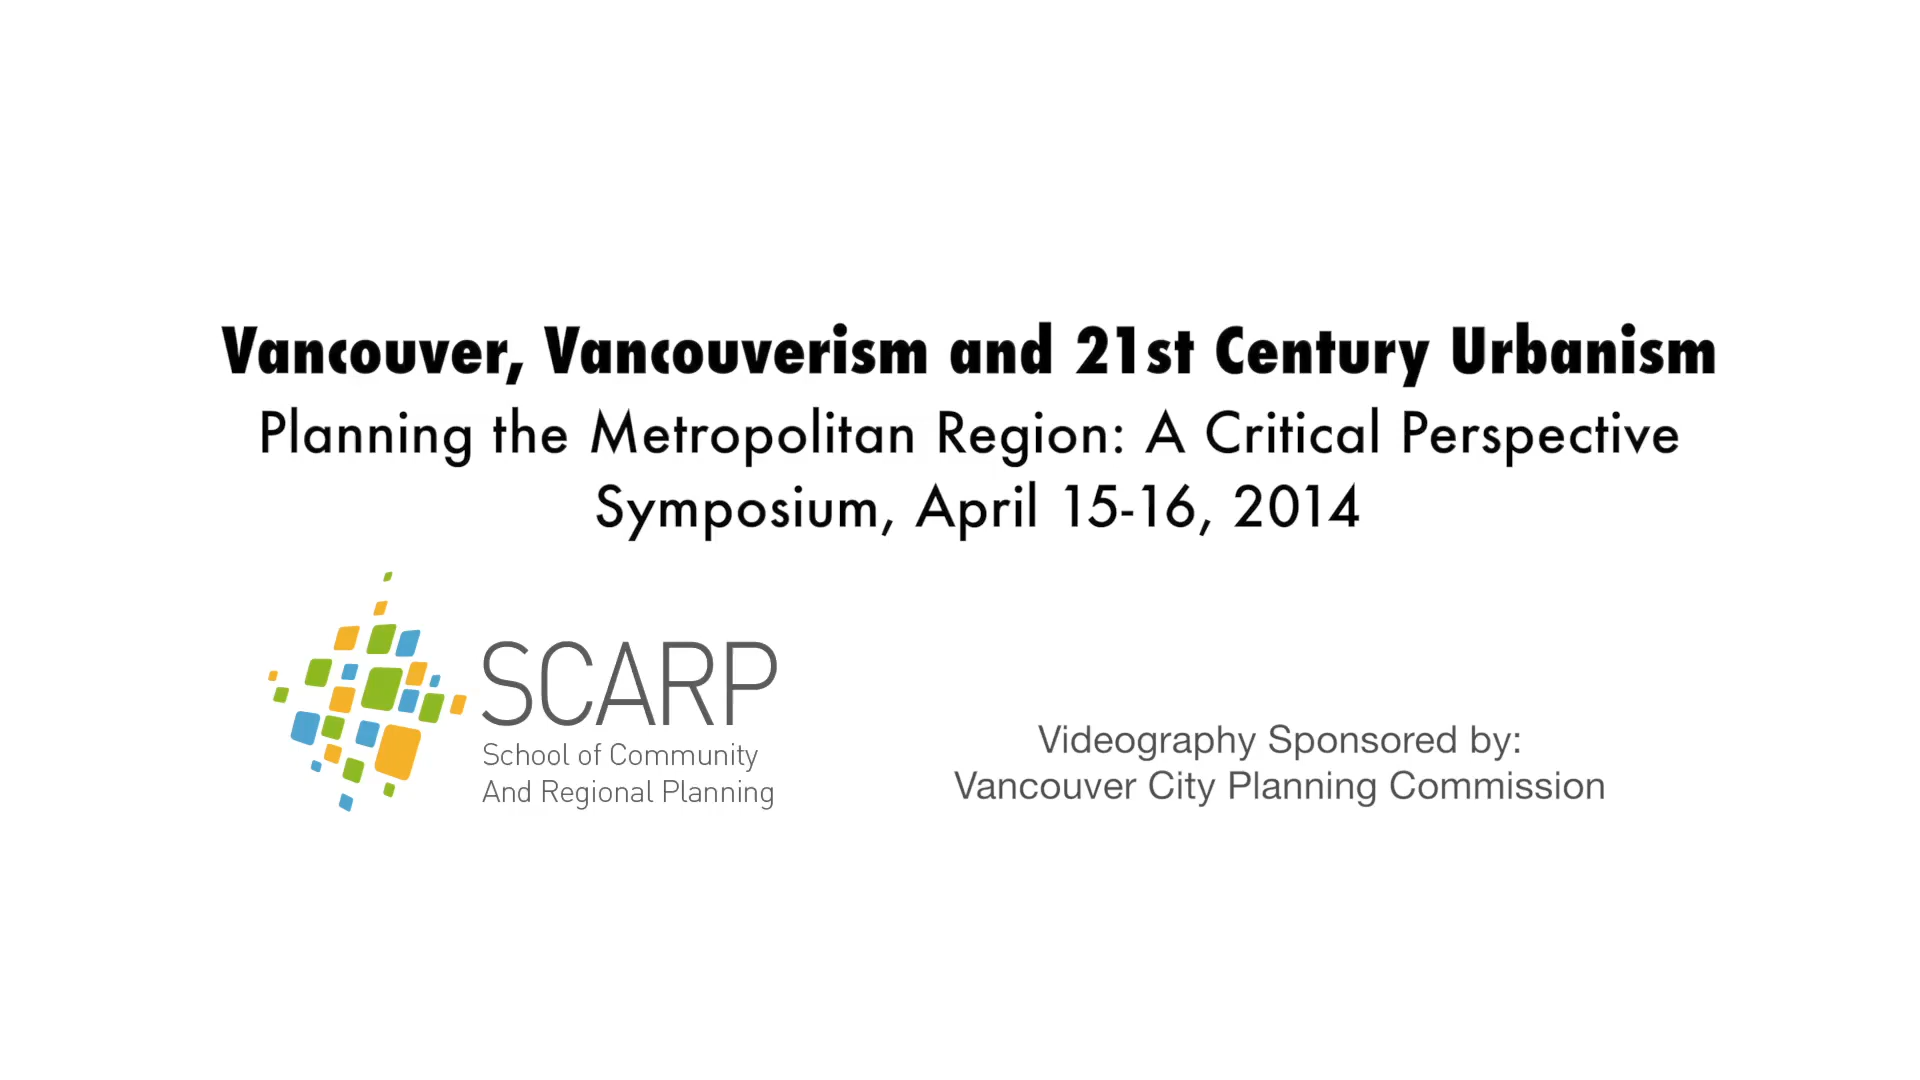 Vancouver, Vancouverism and 21st Century Urbanism
Planning the Metropolitan Region: A Critical Perspective
Symposium, April 15-16, 2014
SCARP
School of Community
And Regional Planning
Videography Sponsored by:
Vancouver City Planning Commission